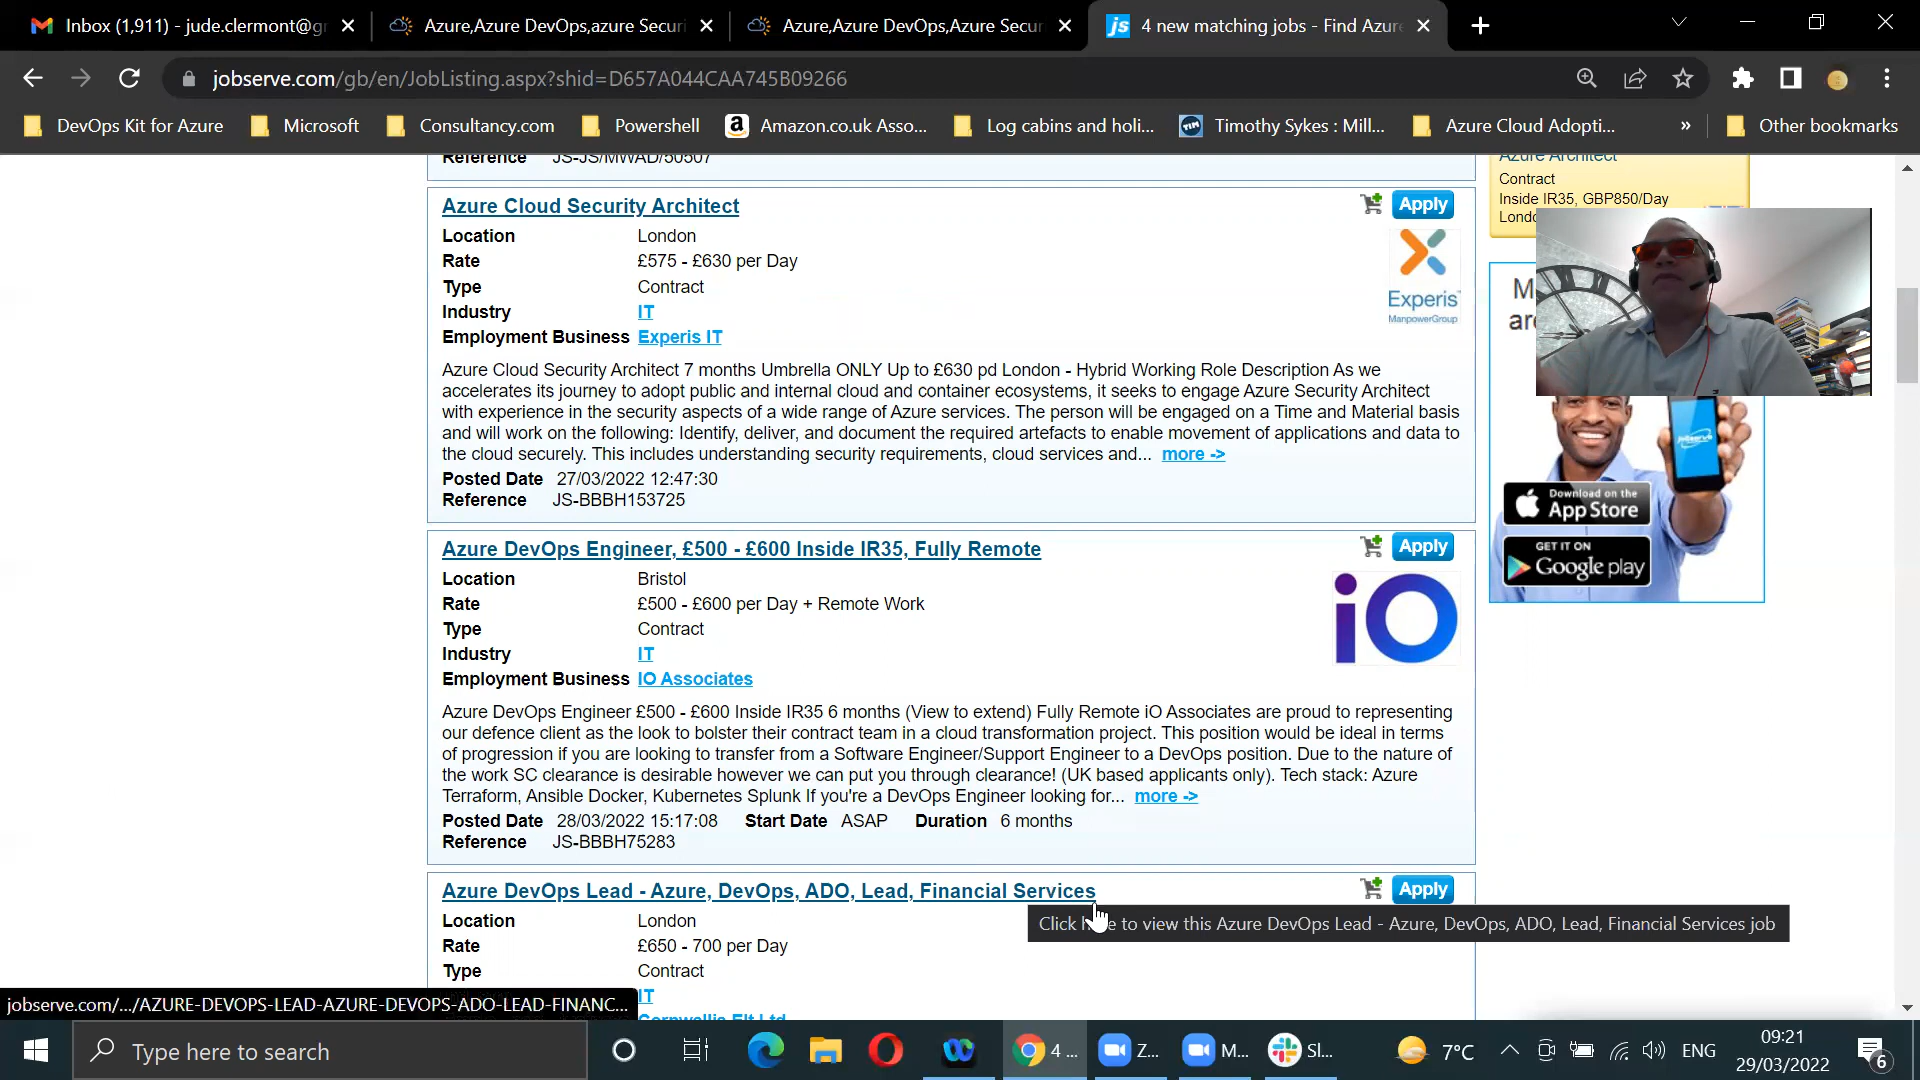 Inbox (1,911) - jude.clermont@gr
Azure,Azure DevOps,azure Securi
Azure,Azure DevOps,Azure Secur
js 4 new matching jobs - Find Azure
jobserve.com/gb/en/JobListing.aspx?shid=D657A044CAA745B09266
DevOps Kit for Azure
Microsoft
Consultancy.com
Powershell
Amazon.co.uk Asso...
Log cabins and holi...
TIM Timothy Sykes : Mill...
Azure Cloud Adopti...
»
Other bookmarks
Reference JS-JS/MWAD/50507
Azure Architect
Contract
Inside IR35, GBP850/Day
Azure Cloud Security Architect
Apply
Location London
Rate £575 - £630 per Day
Type Contract
Industry IT
Employment Business Experis IT
Experis
ManpowerGroup
Azure Cloud Security Architect 7 months Umbrella ONLY Up to £630 pd London - Hybrid Working Role Description As we
accelerates its journey to adopt public and internal cloud and container ecosystems, it seeks to engage Azure Security Architect
with experience in the security aspects of a wide range of Azure services. The person will be engaged on a Time and Material basis
and will work on the following: Identify, deliver, and document the required artefacts to enable movement of applications and data to
the cloud securely. This includes understanding security requirements, cloud services and... more ->
Posted Date 27/03/2022 12:47:30
Reference JS-BBBH153725
Download on the
App Store
GET IT ON
Google play
jobserve
Azure DevOps Engineer, £500 - £600 Inside IR35, Fully Remote
Apply
Location Bristol
Rate £500 - £600 per Day + Remote Work
Type Contract
Industry IT
Employment Business IO Associates
iO
Azure DevOps Engineer £500 - £600 Inside IR35 6 months (View to extend) Fully Remote iO Associates are proud to representing
our defence client as the look to bolster their contract team in a cloud transformation project. This position would be ideal in terms
of progression if you are looking to transfer from a Software Engineer/Support Engineer to a DevOps position. Due to the nature of
the work SC clearance is desirable however we can put you through clearance! (UK based applicants only). Tech stack: Azure
Terraform, Ansible Docker, Kubernetes Splunk If you're a DevOps Engineer looking for... more ->
Posted Date 28/03/2022 15:17:08 Start Date ASAP Duration 6 months
Reference JS-BBBH75283
Azure DevOps Lead - Azure, DevOps, ADO, Lead, Financial Services
Apply
Click to view this Azure DevOps Lead - Azure, DevOps, ADO, Lead, Financial Services job
Location London
Rate £650 - 700 per Day
Type Contract
IT
jobserve.com/.../AZURE-DEVOPS-LEAD-AZURE-DEVOPS-ADO-LEAD-FINANC...
Type here to search
4 ...
Z...
M...
Sl...
7°C
ENG
09:21
29/03/2022
6